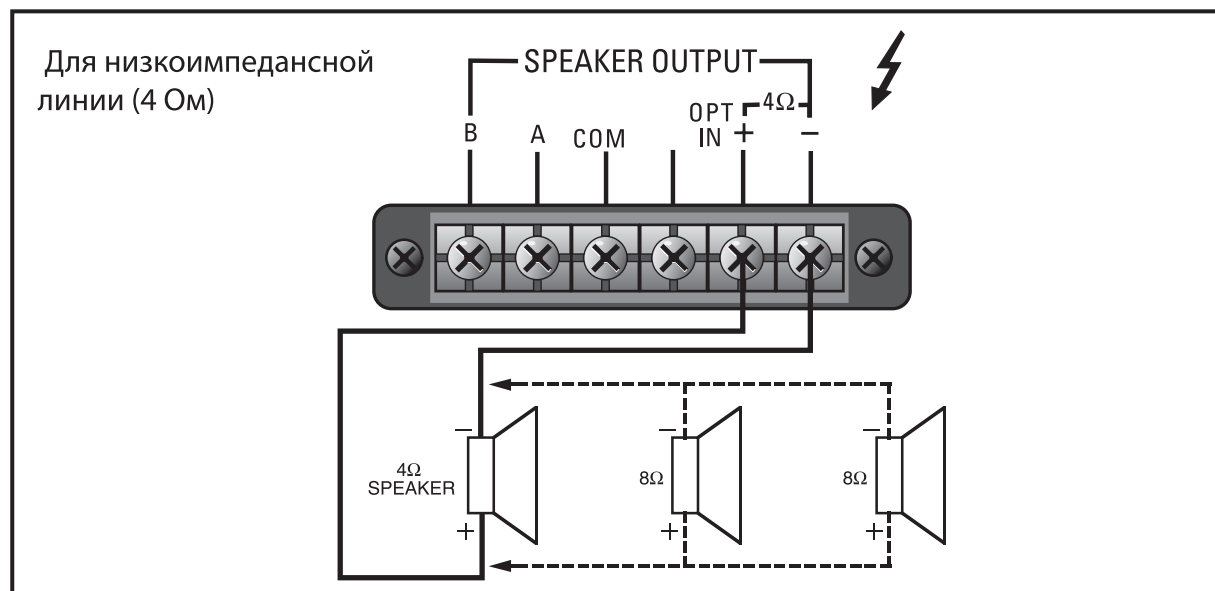 Для низкоимпедансной
линии (4 Ом)
SPEAKER OUTPUT
B
A
COM
OPT
IN
4Ω
+
−
−
4Ω
SPEAKER
+
−
8Ω
+
−
8Ω
+